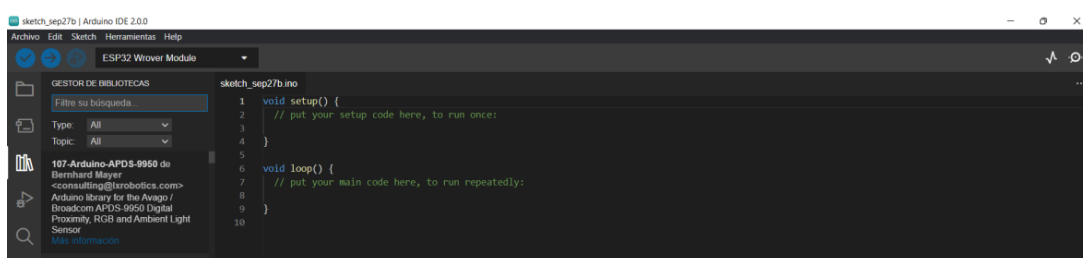 sketch_sep27b | Arduino IDE 2.0.0
Archivo Edit Sketch Herramientas Help
ESP32 Wrover Module
GESTOR DE BIBLIOTECAS
Filtre su búsqueda...
Type: All
Topic: All
107-Arduino-APDS-9950 de
Bernhard Mayer
<consulting@lxrobotics.com>
Arduino library for the Avago /
Broadcom APDS-9950 Digital
Proximity, RGB and Ambient Light
Sensor
Más información
sketch_sep27b.ino
1 void setup() {
2 // put your setup code here, to run once:
3
4 }
5
6 void loop() {
7 // put your main code here, to run repeatedly:
8
9 }
10